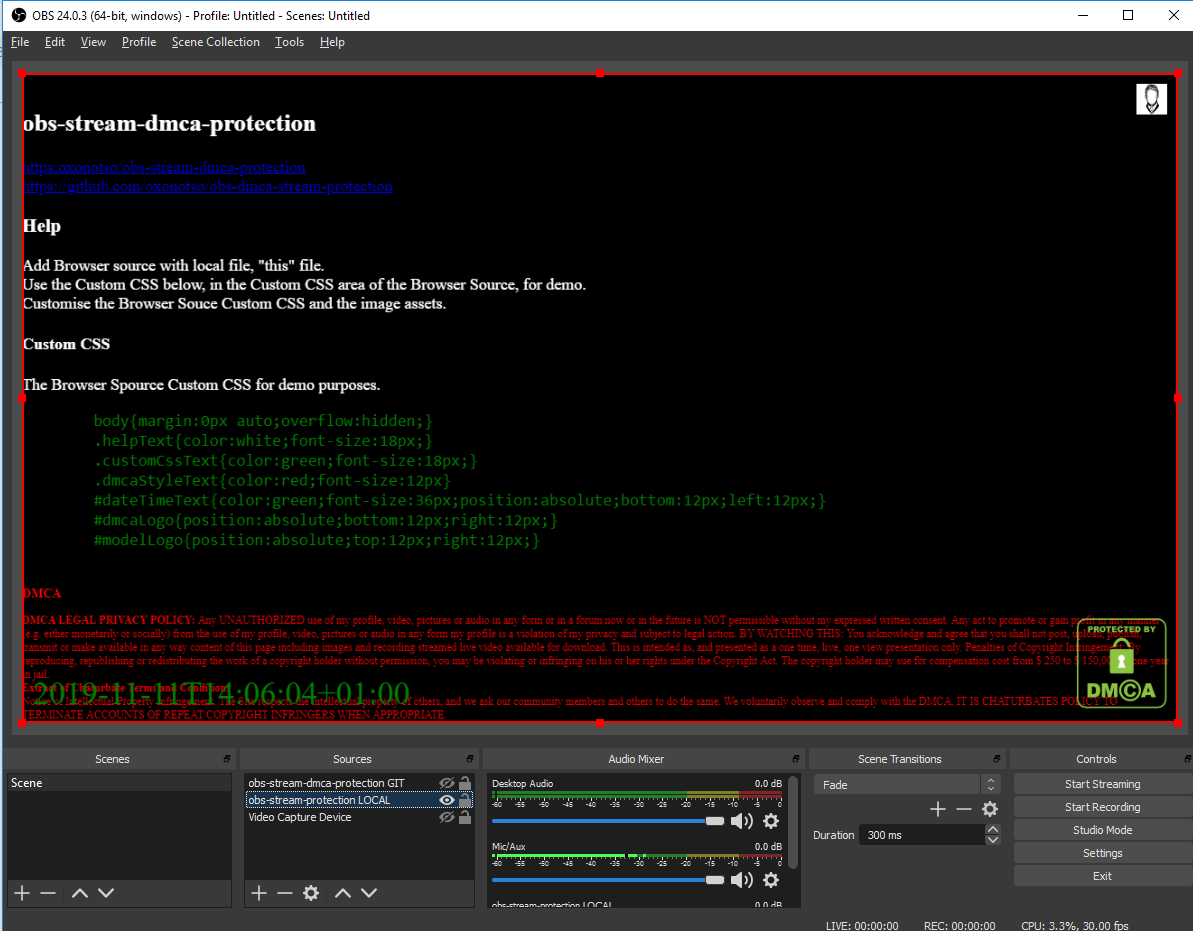 OBS 24.0.3 (64-bit, windows) - Profile: Untitled - Scenes: Untitled
File Edit View Profile Scene Collection Tools Help
obs-stream-dmca-protection
https:oxonotso/obs-stream-dmca-protection
https://github.com/oxonotso/obs-dmca-stream-protection
Help
Add Browser source with local file, "this" file.
Use the Custom CSS below, in the Custom CSS area of the Browser Source, for demo.
Customise the Browser Souce Custom CSS and the image assets.
Custom CSS
The Browser Spource Custom CSS for demo purposes.
body{margin:0px auto;overflow:hidden;}
.helpText{color:white;font-size:18px;}
.customCssText{color:green;font-size:18px;}
.dmcaStyleText{color:red;font-size:12px}
#dateTimeText{color:green;font-size:36px;position:absolute;bottom:12px;left:12px;}
#dmcaLogo{position:absolute;bottom:12px;right:12px;}
#modelLogo{position:absolute;top:12px;right:12px;}
DMCA
DMCA LEGAL PRIVACY POLICY: Any UNAUTHORIZED use of my profile, video, pictures or audio in any form or in a forum now or in the future is NOT permissible without my expressed written consent. Any act to promote or gain profit in any manner
(e.g. either monetarily or socially) from the use of my profile, video, pictures or audio in any form my profile is a violation of my privacy and subject to legal action. BY WATCHING THIS: You acknowledge and agree that you shall not post,
transmit or make available in any way content of this page including images and recording streamed live video available for download. This is intended as, and presented as a one time, live, one view presentation only. Penalties of Copyright
reproducing, republishing or redistributing the work of a copyright holder without permission, you may be violating or infringing on his or her rights under the Copyright Act. The copyright holder may sue for compensation cost from $ 250 to $ one year
in jail.
Extract of Chaturbate Terms and Conditions
2019-11-11T14:06:04+01:00
Notice of Intellectual Property Infringement. The Site respects the intellectual property of others, and we ask our community members and others to do the same. We voluntarily observe and comply with the DMCA. IT IS CHATURBATES POLICY TO
TERMINATE ACCOUNTS OF REPEAT COPYRIGHT INFRINGERS WHEN APPROPRIATE
PROTECTED BY
DMCA
Scenes
Scene
Sources
obs-stream-dmca-protection GIT
obs-stream-protection LOCAL
Video Capture Device
Audio Mixer
Desktop Audio 0.0 dB
-60 -55 -50 -45 -40 -35 -30 -25 -20 -15 -10 -5 0
Mic/Aux 0.0 dB
-60 -55 -50 -45 -40 -35 -30 -25 -20 -15 -10 -5 0
obs-stream-protection LOCAL 0.0 dB
Scene Transitions
Fade
Duration 300 ms
Controls
Start Streaming
Start Recording
Studio Mode
Settings
Exit
LIVE: 00:00:00 REC: 00:00:00 CPU: 3.3%, 30.00 fps